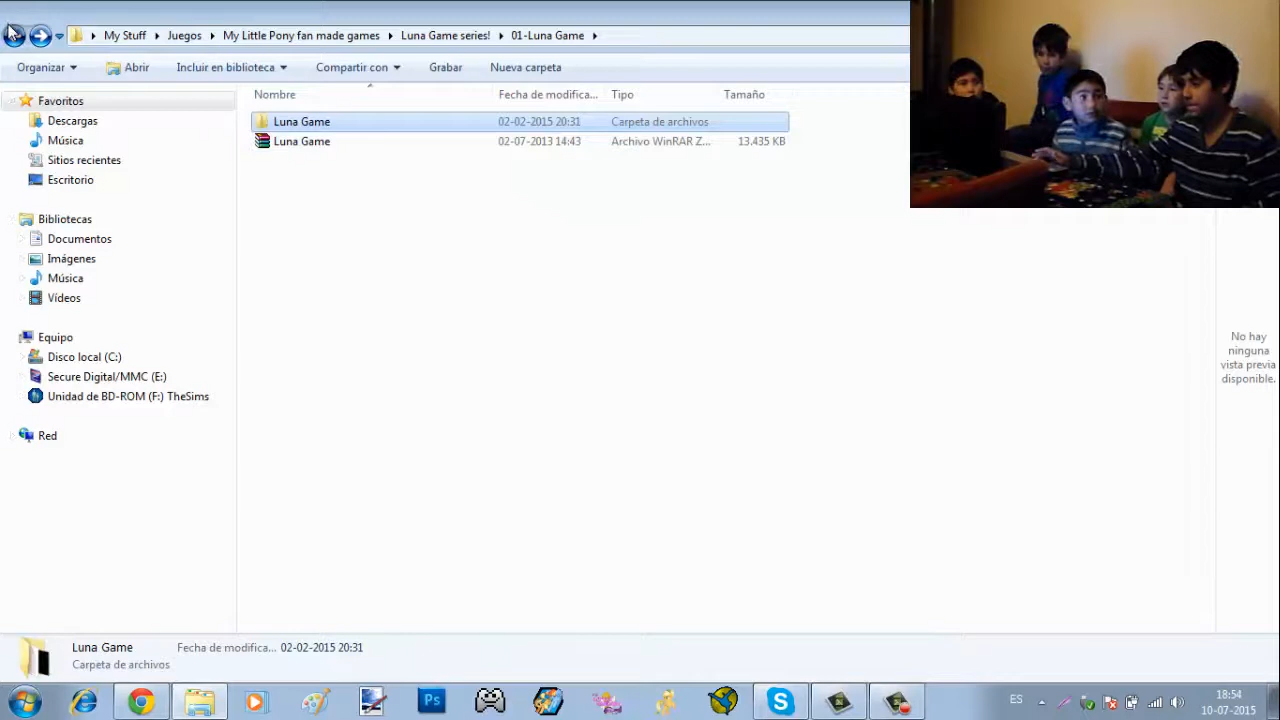 My Stuff Juegos My Little Pony fan made games Luna Game series! 01-Luna Game
Organizar Abrir Incluir en biblioteca Compartir con Grabar Nueva carpeta
Nombre Fecha de modifica... Tipo Tamaño
Luna Game 02-02-2015 20:31 Carpeta de archivos
Luna Game 02-07-2013 14:43 Archivo WinRAR Z... 13.435 KB
Favoritos
Descargas
Música
Sitios recientes
Escritorio
Bibliotecas
Documentos
Imágenes
Música
Vídeos
Equipo
Disco local (C:)
Secure Digital/MMC (E:)
Unidad de BD-ROM (F:) TheSims
Red
No hay
ninguna
vista previa
disponible.
Luna Game Fecha de modifica... 02-02-2015 20:31
Carpeta de archivos
Ps
ES
18:54
10-07-2015